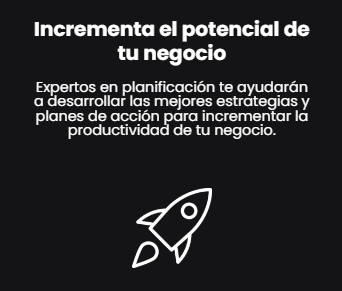 Incrementa el potencial de
tu negocio
Expertos en planificación te ayudarán
a desarrollar las mejores estrategias y
planes de acción para incrementar la
productividad de tu negocio.